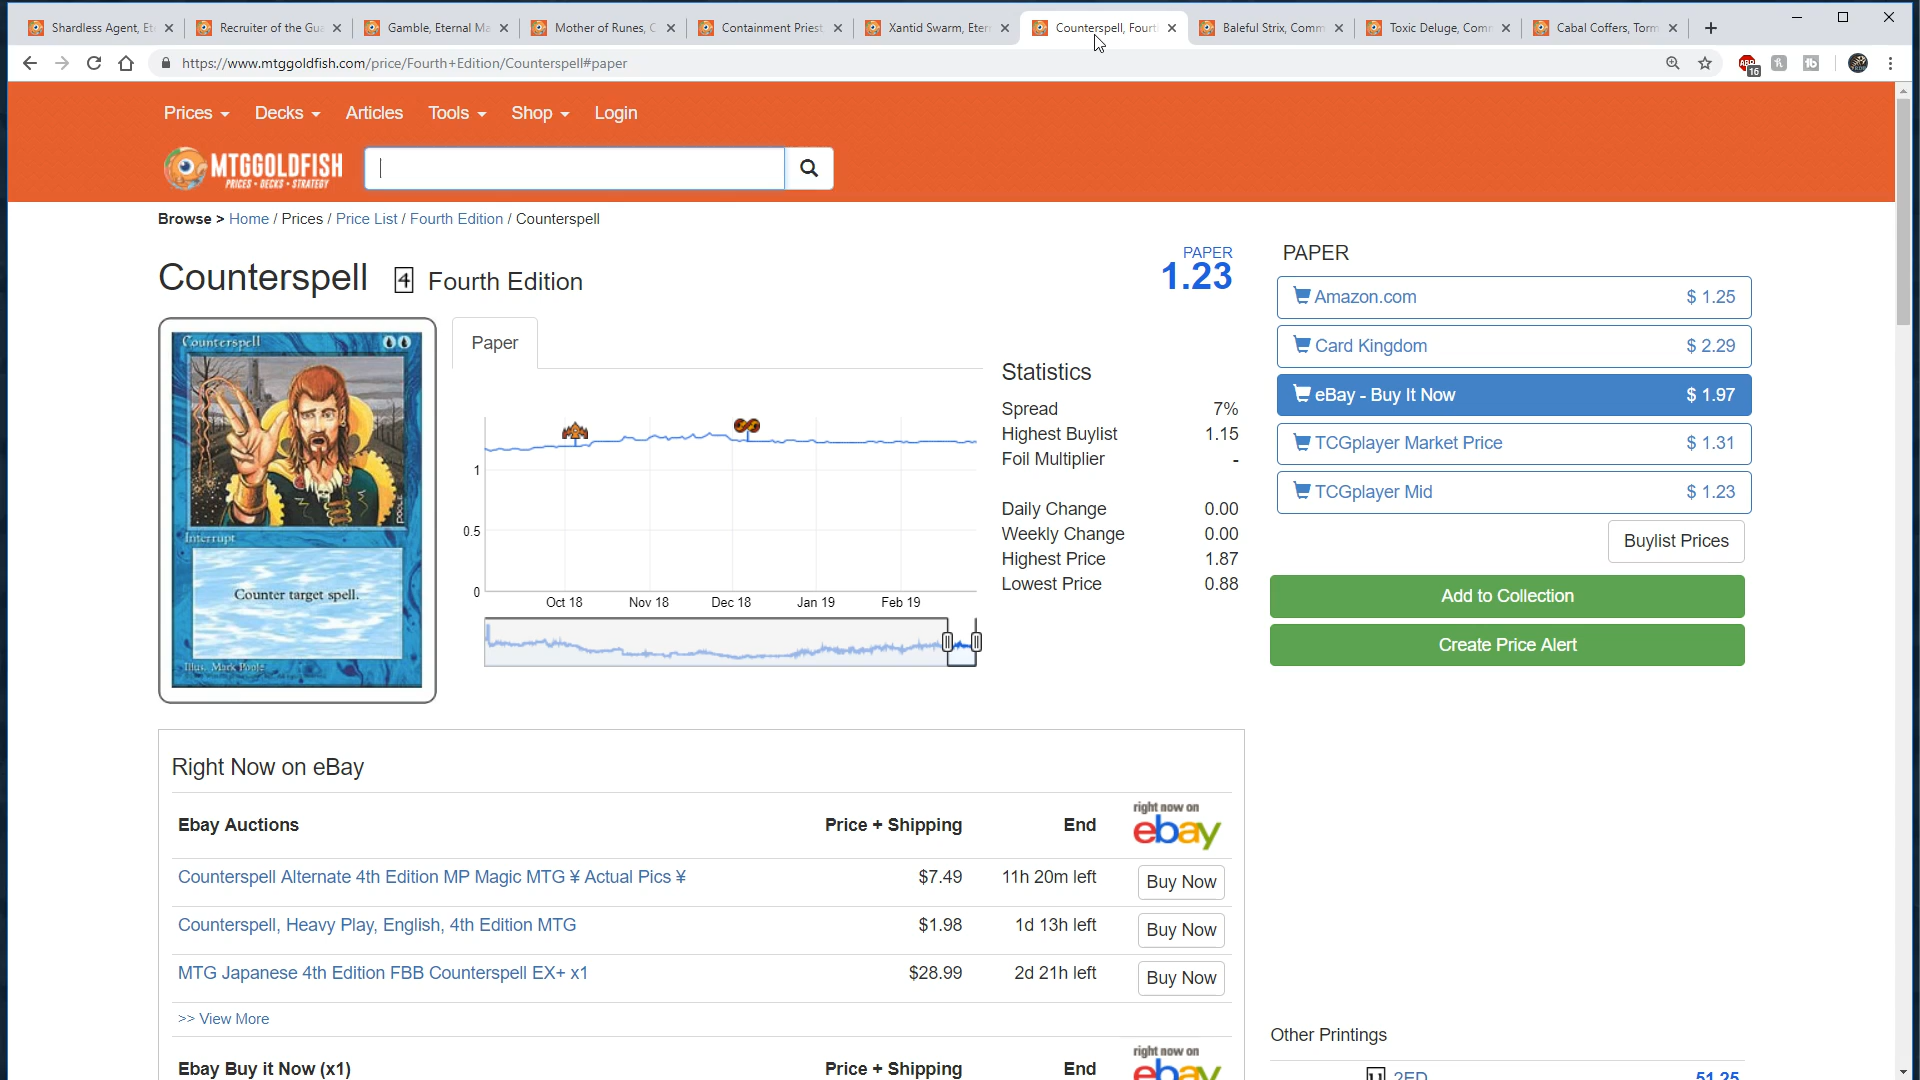 Shardless Agent, Et
Recruiter of the Gua
Gamble, Eternal Ma
Mother of Runes, C
Containment Priest
Xantid Swarm, Etern
Counterspell, Fourt
Baleful Strix, Comm
Toxic Deluge, Comm
Cabal Coffers, Torm
https://www.mtggoldfish.com/price/Fourth+Edition/Counterspell#paper
ABP
16
Prices
Decks
Articles
Tools
Shop
Login
MTGGOLDFISH
PRICES • DECKS • STRATEGY
Browse > Home / Prices / Price List / Fourth Edition / Counterspell
Counterspell 4 Fourth Edition
PAPER
1.23
Counterspell
Interrupt
Counter target spell.
Illus. Mark Poole
POOLE
Paper
1
0.5
0
Oct 18
Nov 18
Dec 18
Jan 19
Feb 19
Statistics
Spread 7%
Highest Buylist 1.15
Foil Multiplier -
Daily Change 0.00
Weekly Change 0.00
Highest Price 1.87
Lowest Price 0.88
PAPER
Amazon.com $ 1.25
Card Kingdom $ 2.29
eBay - Buy It Now $ 1.97
TCGplayer Market Price $ 1.31
TCGplayer Mid $ 1.23
Buylist Prices
Add to Collection
Create Price Alert
Right Now on eBay
Ebay Auctions Price + Shipping End
right now on
ebay
Counterspell Alternate 4th Edition MP Magic MTG ¥ Actual Pics ¥ $7.49 11h 20m left Buy Now
Counterspell, Heavy Play, English, 4th Edition MTG $1.98 1d 13h left Buy Now
MTG Japanese 4th Edition FBB Counterspell EX+ x1 $28.99 2d 21h left Buy Now
>> View More
Ebay Buy it Now (x1) Price + Shipping End
right now on
ebay
Other Printings
2ED 51.25